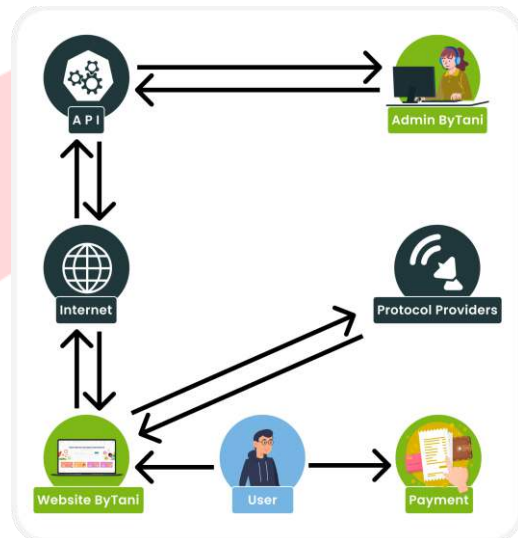 API
Admin ByTani
Internet
Protocol Providers
Website ByTani
User
Payment